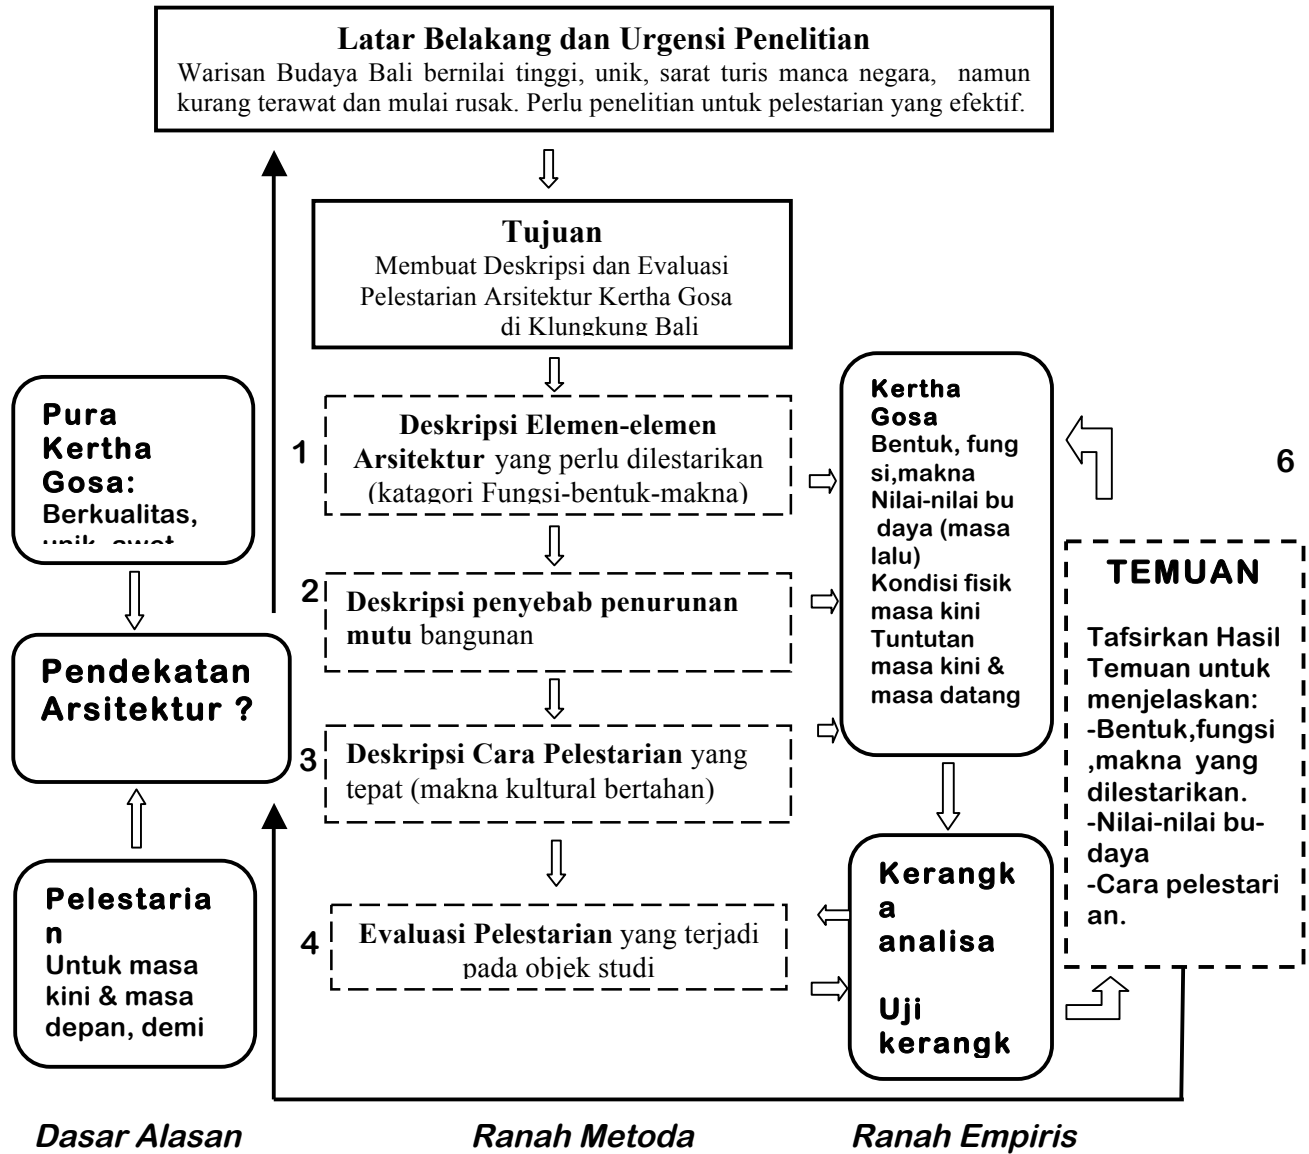 Latar Belakang dan Urgensi Penelitian
Warisan Budaya Bali bernilai tinggi, unik, sarat turis manca negara, namun
kurang terawat dan mulai rusak. Perlu penelitian untuk pelestarian yang efektif.
Tujuan
Membuat Deskripsi dan Evaluasi
Pelestarian Arsitektur Kertha Gosa
di Klungkung Bali
Pura
Kertha
Gosa:
Berkualitas,
unik, awet
Pendekatan
Arsitektur ?
Pelestaria
n
Untuk masa
kini & masa
depan, demi
1
Deskripsi Elemen-elemen
Arsitektur yang perlu dilestarikan
(katagori Fungsi-bentuk-makna)
2
Deskripsi penyebab penurunan
mutu bangunan
3
Deskripsi Cara Pelestarian yang
tepat (makna kultural bertahan)
4
Evaluasi Pelestarian yang terjadi
pada objek studi
Kertha
Gosa
Bentuk, fung
si,makna
Nilai-nilai bu
daya (masa
lalu)
Kondisi fisik
masa kini
Tuntutan
masa kini &
masa datang
Kerangk
a
analisa
Uji
kerangk
6
TEMUAN
Tafsirkan Hasil
Temuan untuk
menjelaskan:
-Bentuk,fungsi
,makna yang
dilestarikan.
-Nilai-nilai bu-
daya
-Cara pelestari
an.
Dasar Alasan
Ranah Metoda
Ranah Empiris